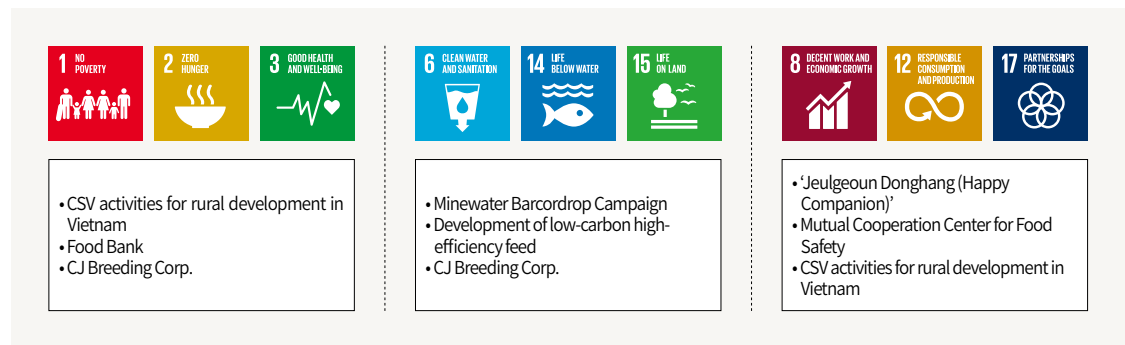 1 NO
POVERTY
2 ZERO
HUNGER
3 GOOD HEALTH
AND WELL-BEING
• CSV activities for rural development in
Vietnam
• Food Bank
• CJ Breeding Corp.
6 CLEAN WATER
AND SANITATION
14 LIFE
BELOW WATER
15 LIFE
ON LAND
• Minewater Barcordrop Campaign
• Development of low-carbon high-
efficiency feed
• CJ Breeding Corp.
8 DECENT WORK AND
ECONOMIC GROWTH
12 RESPONSIBLE
CONSUMPTION
AND PRODUCTION
17 PARTNERSHIPS
FOR THE GOALS
• ‘Jeulgeoun Donghang (Happy
Companion)’
• Mutual Cooperation Center for Food
Safety
• CSV activities for rural development in
Vietnam